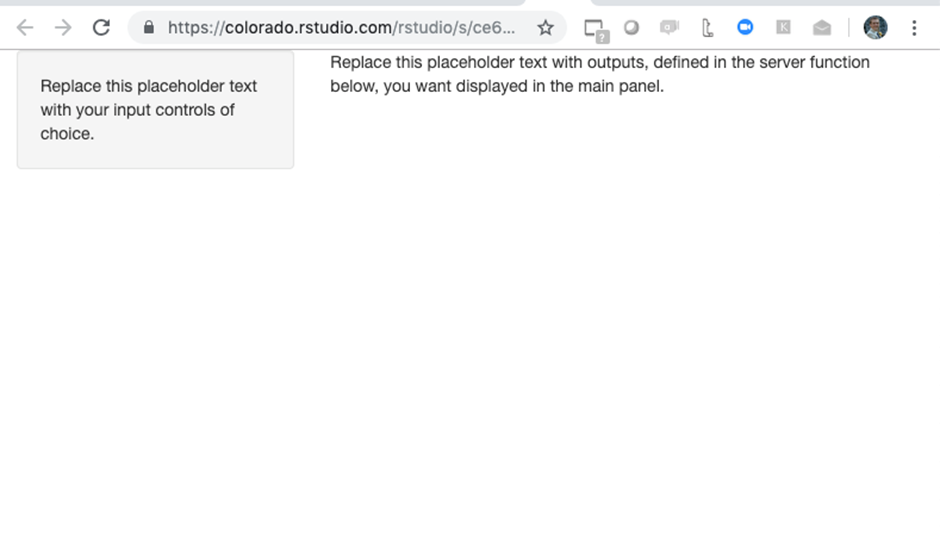 https://colorado.rstudio.com/rstudio/s/ce6...
Replace this placeholder text
with your input controls of
choice.
Replace this placeholder text with outputs, defined in the server function
below, you want displayed in the main panel.